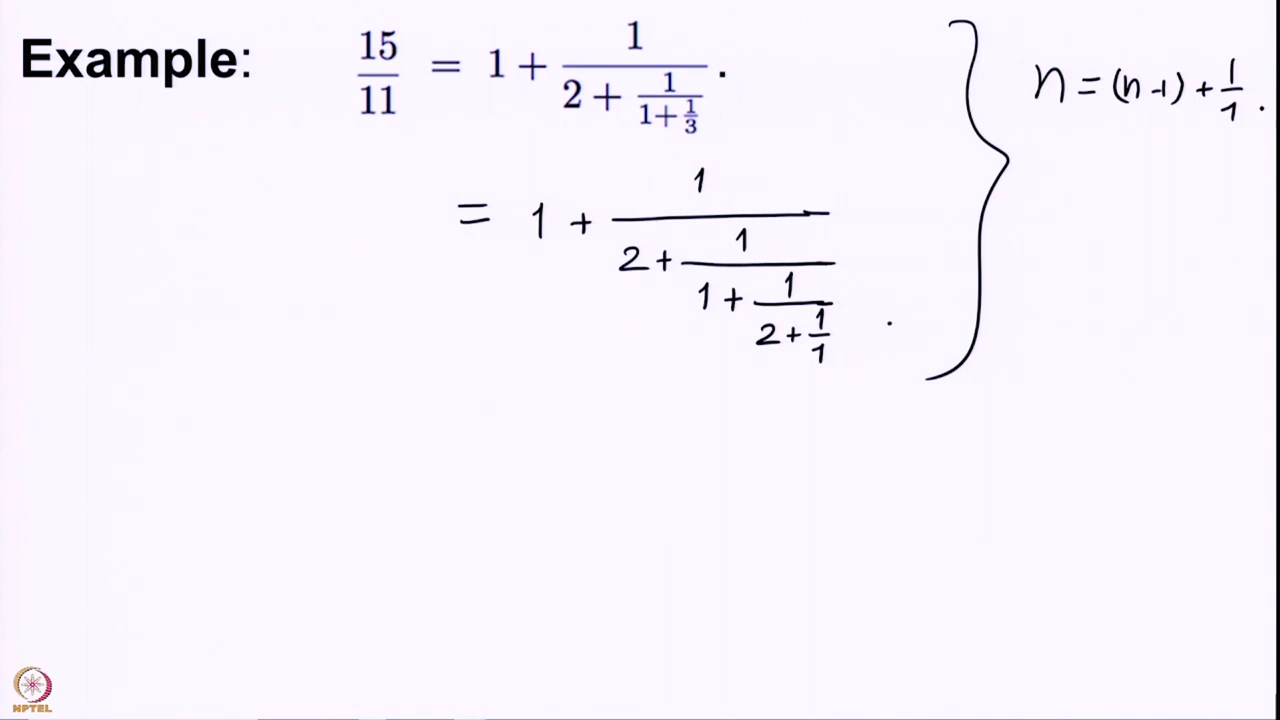 Example: 15/11 = 1 + 1/(2 + 1/(1 + 1/3)).
n = (n-1) + 1/1.
= 1 + 1/(2 + 1/(1 + 1/(2 + 1/1))).
NPTEL